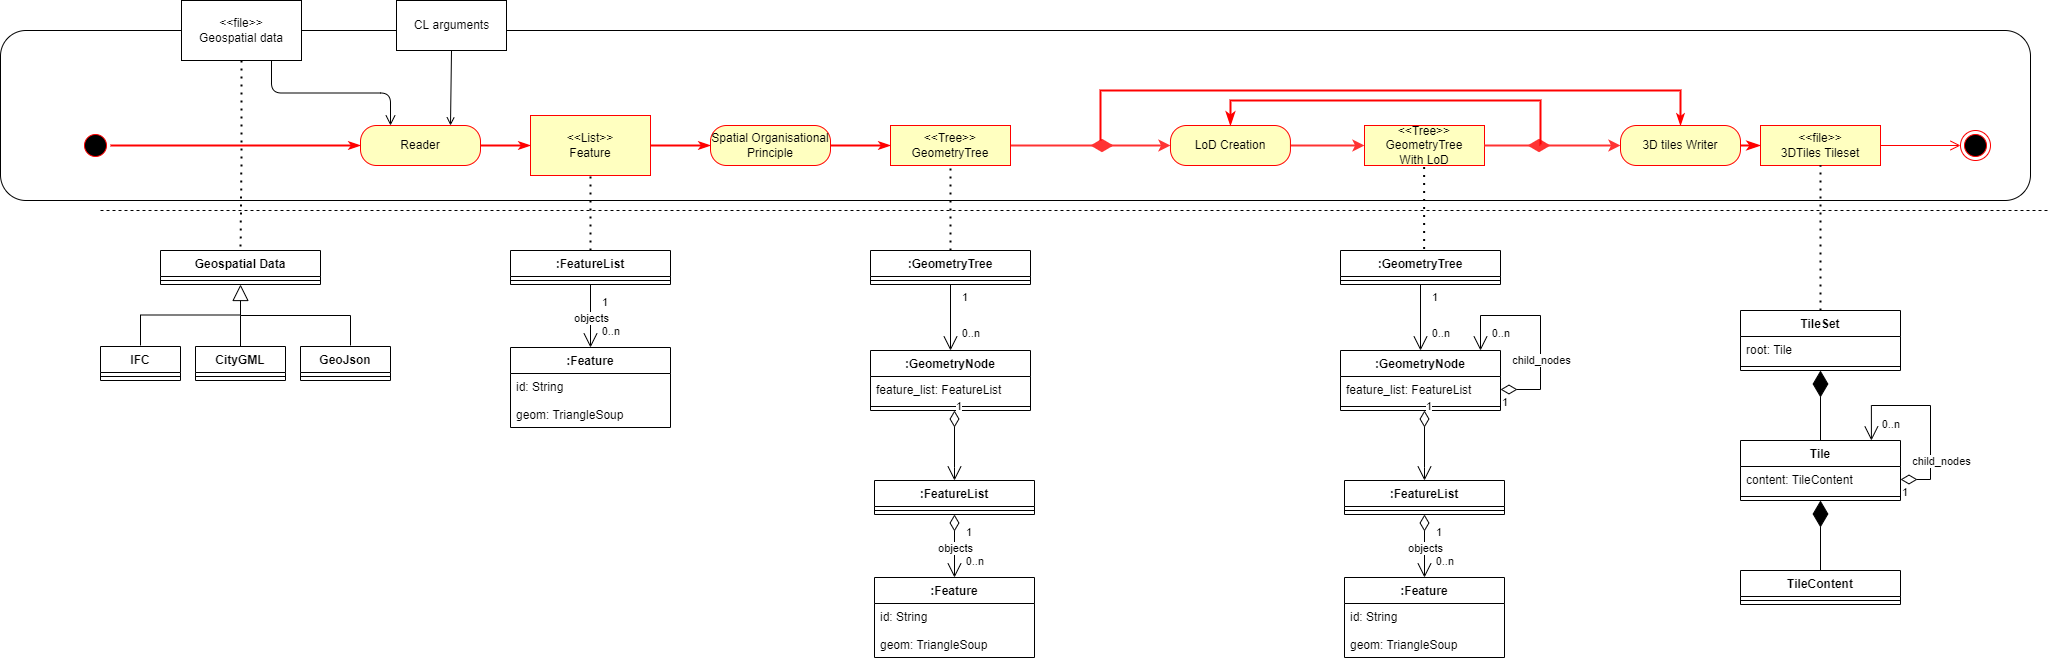 <<file>>
Geospatial data
CL arguments
Reader
<<List>>
Feature
Spatial Organisational
Principle
<<Tree>>
GeometryTree
LoD Creation
<<Tree>>
GeometryTree
With LoD
3D tiles Writer
<<file>>
3DTiles Tileset
Geospatial Data
IFC
CityGML
GeoJson
:FeatureList
1
objects
0..n
:Feature
id: String
geom: TriangleSoup
:GeometryTree
1
0..n
:GeometryNode
feature_list: FeatureList
1
:FeatureList
1
objects
0..n
:Feature
id: String
geom: TriangleSoup
:GeometryTree
1
0..n
0..n
child_nodes
:GeometryNode
feature_list: FeatureList
1
1
:FeatureList
1
objects
0..n
:Feature
id: String
geom: TriangleSoup
TileSet
root: Tile
0..n
child_nodes
Tile
content: TileContent
1
TileContent